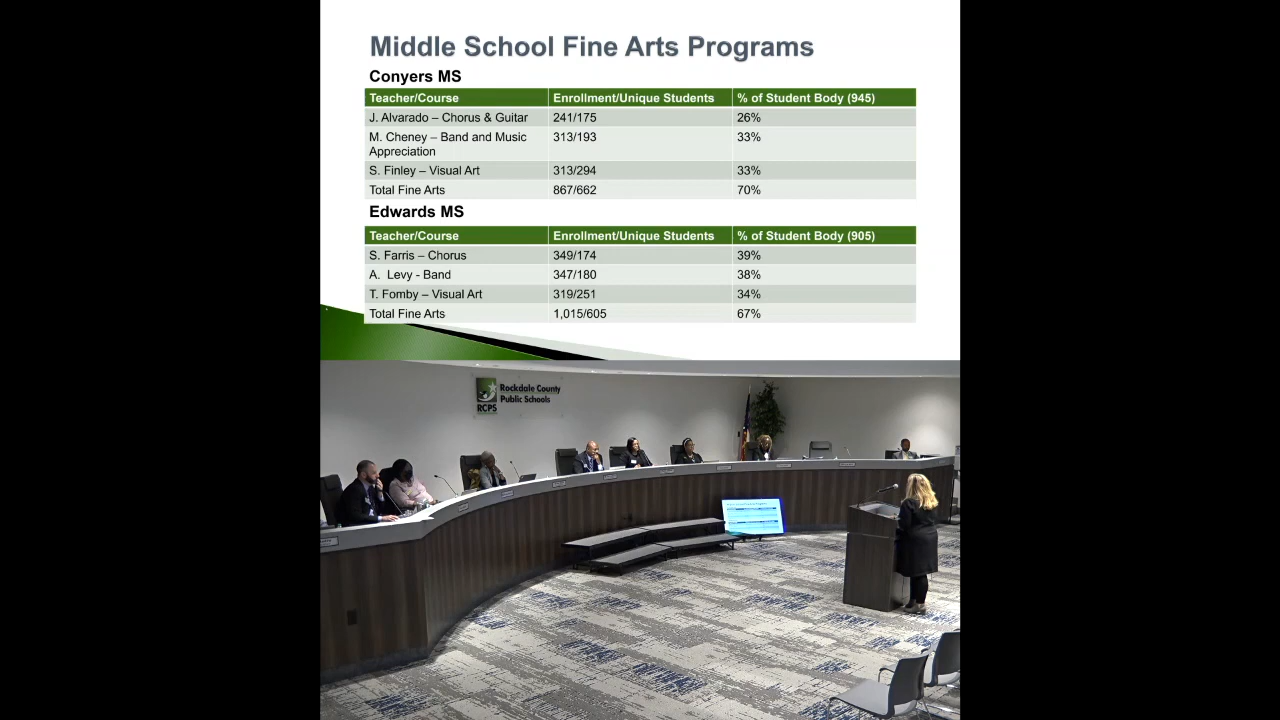 Middle School Fine Arts Programs
Conyers MS
Teacher/Course Enrollment/Unique Students % of Student Body (945)
J. Alvarado – Chorus & Guitar 241/175 26%
M. Cheney – Band and Music 313/193 33%
Appreciation
S. Finley – Visual Art 313/294 33%
Total Fine Arts 867/662 70%
Edwards MS
Teacher/Course Enrollment/Unique Students % of Student Body (905)
S. Farris – Chorus 349/174 39%
A. Levy - Band 347/180 38%
T. Fomby – Visual Art 319/251 34%
Total Fine Arts 1,015/605 67%
Rockdale County
Public Schools
RCPS